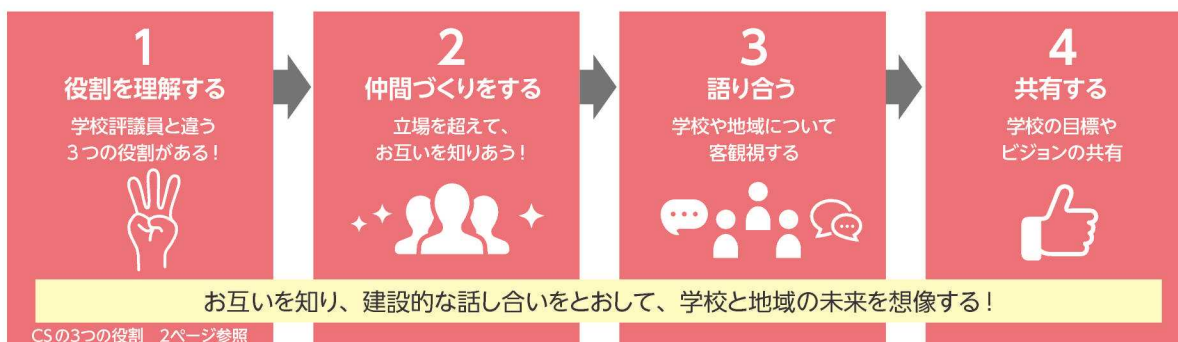 1
役割を理解する
学校評議員と違う
3つの役割がある!
2
仲間づくりをする
立場を超えて、
お互いを知りあう!
3
語り合う
学校や地域について
客観視する
4
共有する
学校の目標や
ビジョンの共有
お互いを知り、建設的な話し合いをとおして、学校と地域の未来を想像する!
CSの3つの役割 2ページ参照